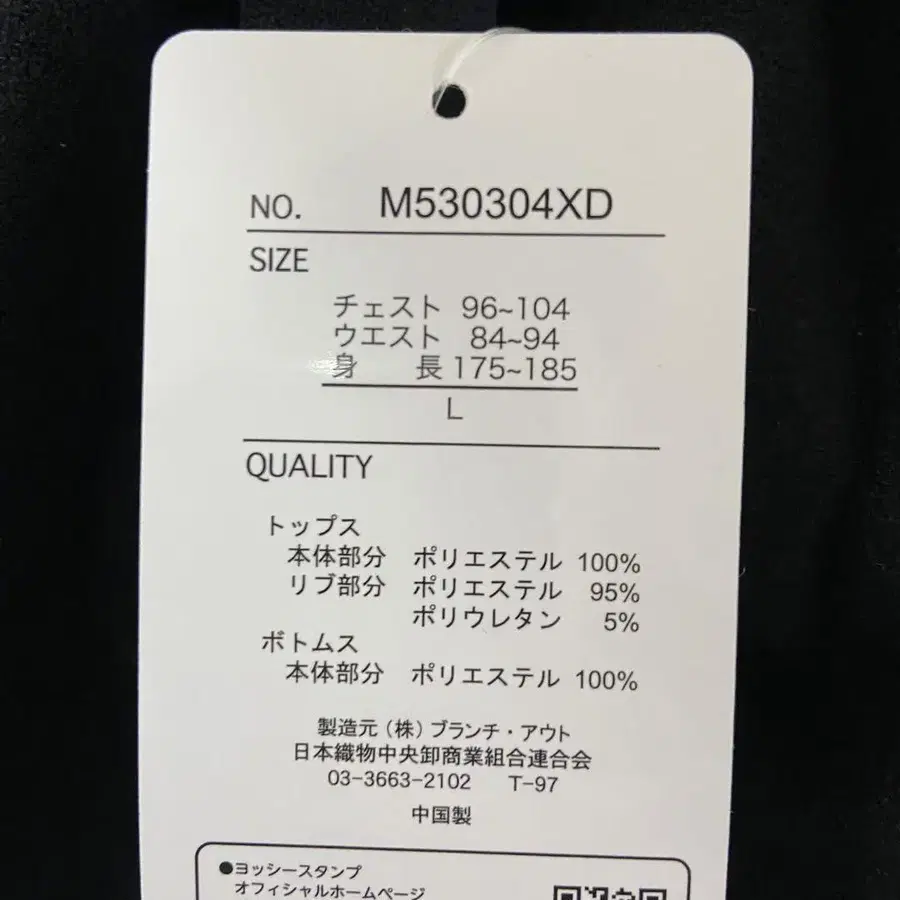 NO. M530304XD
SIZE
チェスト 96~104
ウエスト 84~94
身 長 175~185
L
QUALITY
トップス
本体部分 ポリエステル 100%
リブ部分 ポリエステル 95%
ポリウレタン 5%
ボトムス
本体部分 ポリエステル 100%
製造元(株)ブランチ・アウト
日本織物中央卸商業組合連合会
03-3663-2102 T-97
中国製
●ヨッシースタンプ
オフィシャルホームページ